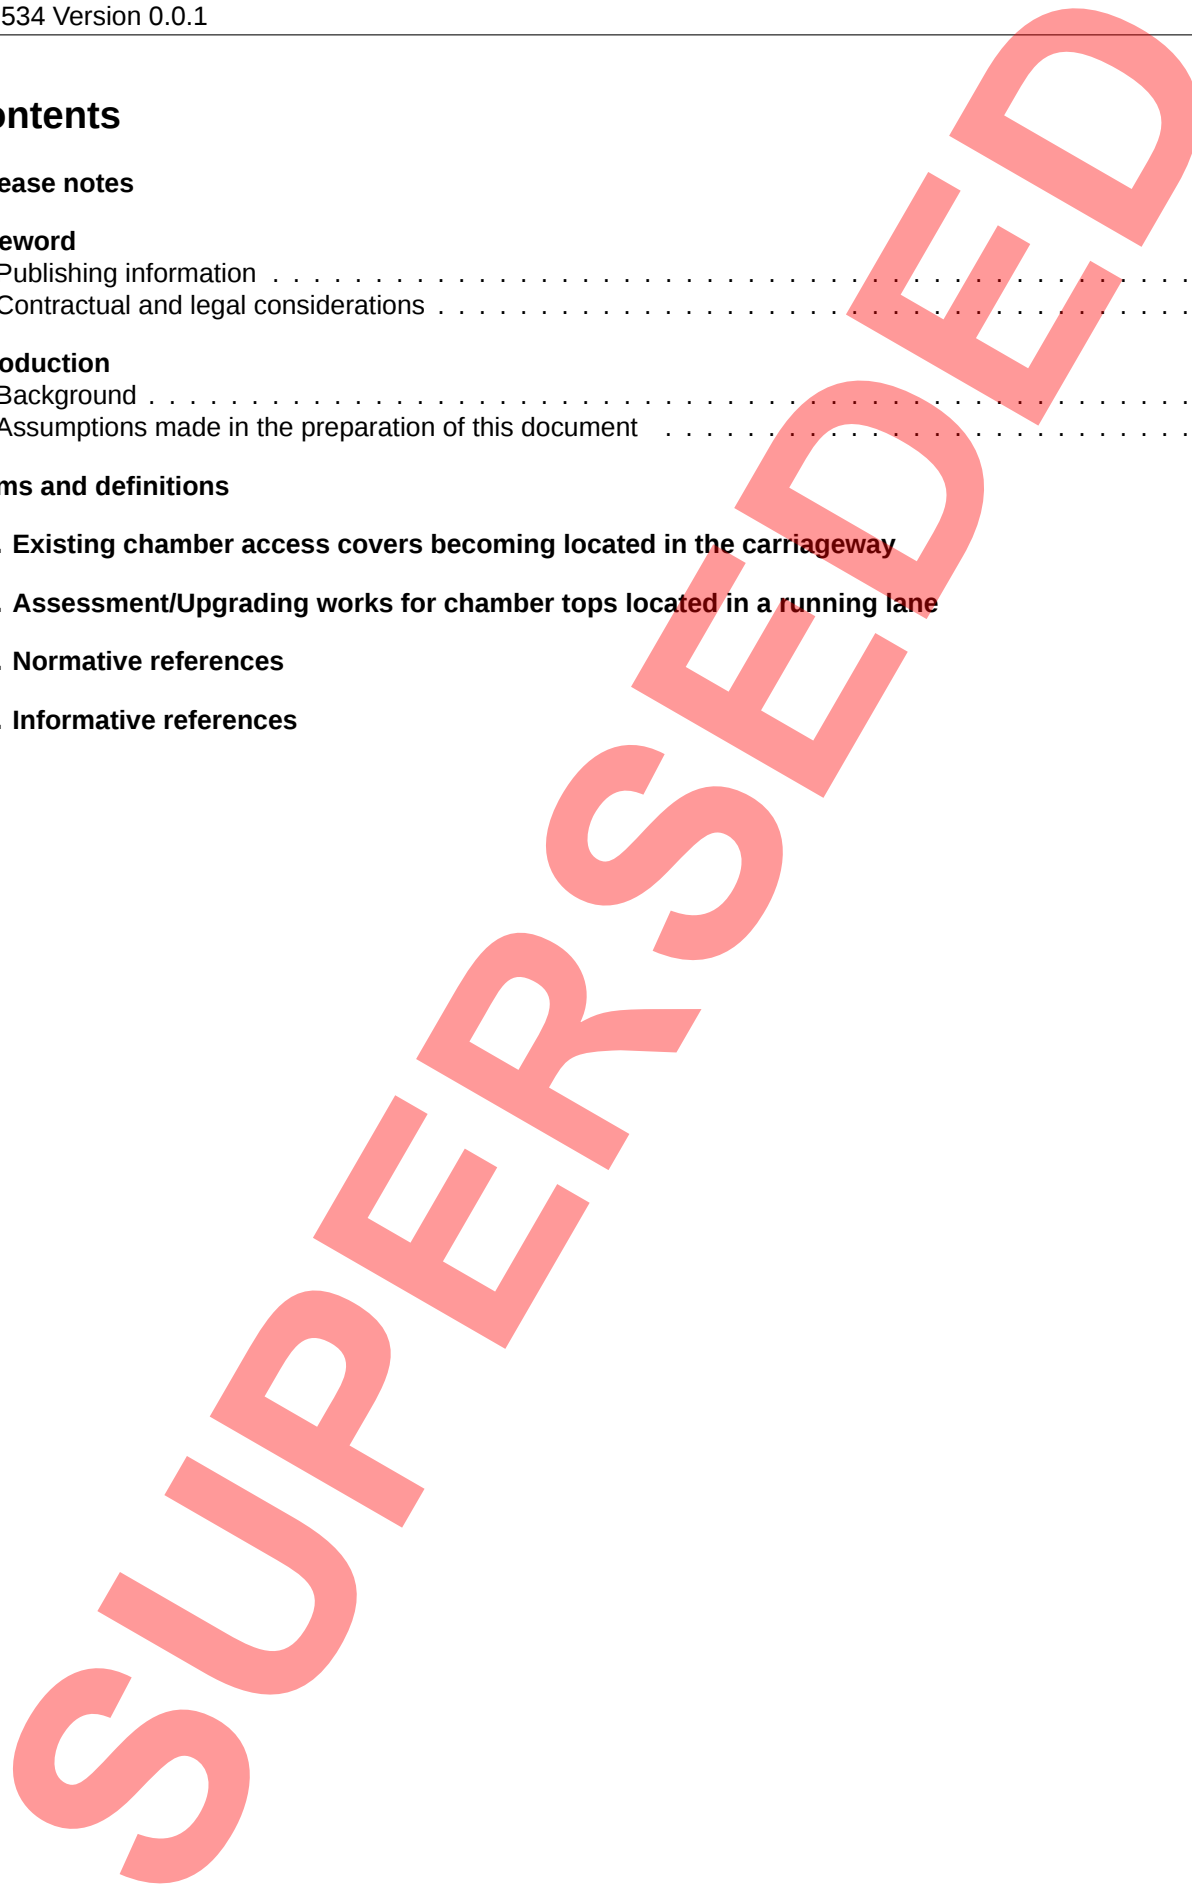 534 Version 0.0.1
ontents
ease notes
eword
Publishing information . . . . . . . . . . . . . . . . . . . . . . . . . . . . . . . . . . . . . . . . . . . . .
Contractual and legal considerations . . . . . . . . . . . . . . . . . . . . . . . . . . . . . . . . . . . . .
oduction
Background . . . . . . . . . . . . . . . . . . . . . . . . . . . . . . . . . . . . . . . . . . . . . . . . . . .
Assumptions made in the preparation of this document . . . . . . . . . . . . . . . . . . . . . . . . . .
ms and definitions
. Existing chamber access covers becoming located in the carriageway
. Assessment/Upgrading works for chamber tops located in a running lane
. Normative references
. Informative references
SUPERSEDED